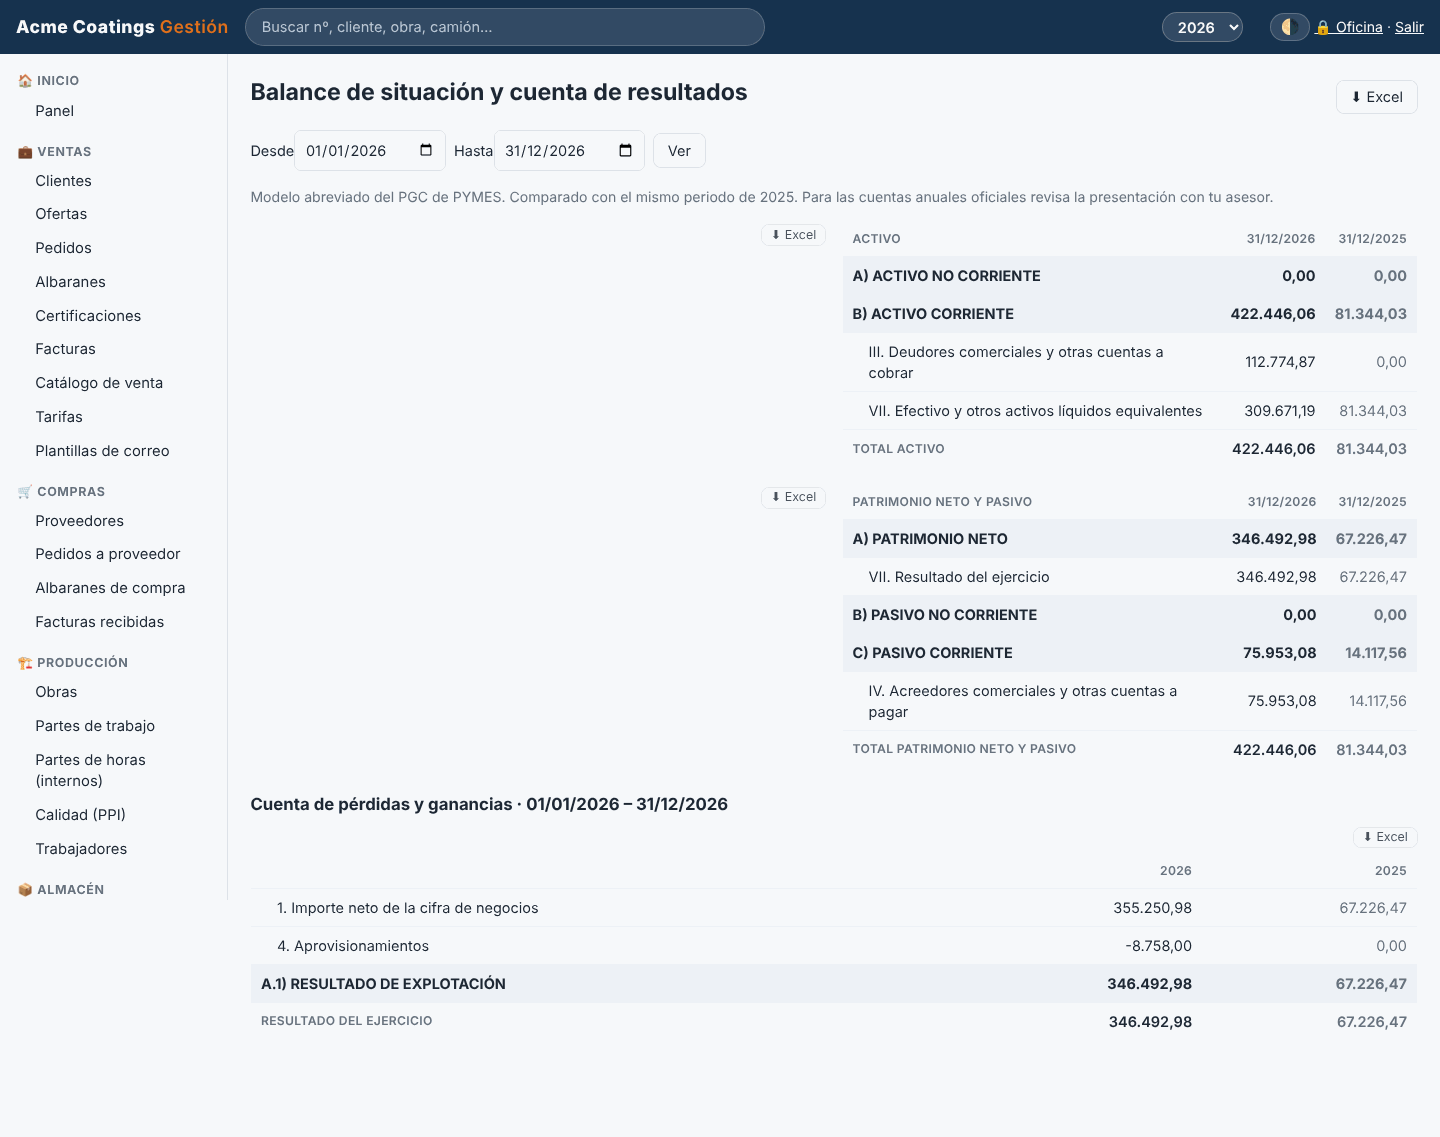 Acme Coatings Gestión
Buscar nº, cliente, obra, camión...
2026
🔒 Oficina · Salir
🏠 INICIO
Panel
💼 VENTAS
Clientes
Ofertas
Pedidos
Albaranes
Certificaciones
Facturas
Catálogo de venta
Tarifas
Plantillas de correo
🛒 COMPRAS
Proveedores
Pedidos a proveedor
Albaranes de compra
Facturas recibidas
🏗️ PRODUCCIÓN
Obras
Partes de trabajo
Partes de horas
(internos)
Calidad (PPI)
Trabajadores
📦 ALMACÉN
Balance de situación y cuenta de resultados
⬇ Excel
Desde 01/01/2026 Hasta 31/12/2026 Ver
Modelo abreviado del PGC de PYMES. Comparado con el mismo periodo de 2025. Para las cuentas anuales oficiales revisa la presentación con tu asesor.
⬇ Excel
ACTIVO 31/12/2026 31/12/2025
A) ACTIVO NO CORRIENTE 0,00 0,00
B) ACTIVO CORRIENTE 422.446,06 81.344,03
III. Deudores comerciales y otras cuentas a
cobrar 112.774,87 0,00
VII. Efectivo y otros activos líquidos equivalentes 309.671,19 81.344,03
TOTAL ACTIVO 422.446,06 81.344,03
⬇ Excel
PATRIMONIO NETO Y PASIVO 31/12/2026 31/12/2025
A) PATRIMONIO NETO 346.492,98 67.226,47
VII. Resultado del ejercicio 346.492,98 67.226,47
B) PASIVO NO CORRIENTE 0,00 0,00
C) PASIVO CORRIENTE 75.953,08 14.117,56
IV. Acreedores comerciales y otras cuentas a
pagar 75.953,08 14.117,56
TOTAL PATRIMONIO NETO Y PASIVO 422.446,06 81.344,03
Cuenta de pérdidas y ganancias · 01/01/2026 – 31/12/2026
⬇ Excel
2026 2025
1. Importe neto de la cifra de negocios 355.250,98 67.226,47
4. Aprovisionamientos -8.758,00 0,00
A.1) RESULTADO DE EXPLOTACIÓN 346.492,98 67.226,47
RESULTADO DEL EJERCICIO 346.492,98 67.226,47